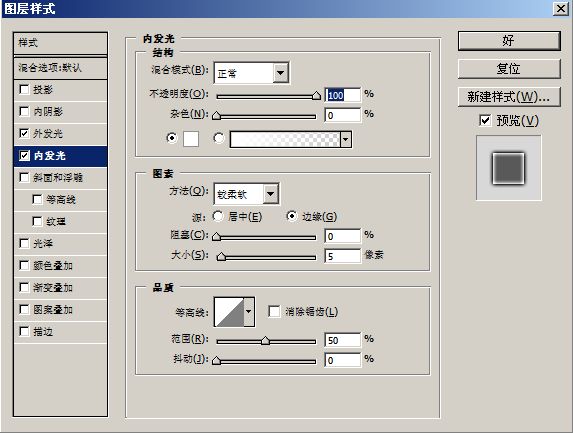 图层样式
样式
混合选项:默认
投影
内阴影
外发光
内发光
斜面和浮雕
等高线
纹理
光泽
颜色叠加
渐变叠加
图案叠加
描边
内发光
结构
混合模式(B): 正常
不透明度(O): 100 %
杂色(N): 0 %
图素
方法(Q): 较柔软
源: 居中(E) 边缘(G)
阻塞(C): 0 %
大小(S): 5 像素
品质
等高线: 消除锯齿(L)
范围(R): 50 %
抖动(J): 0 %
好
复位
新建样式(W)...
预览(V)